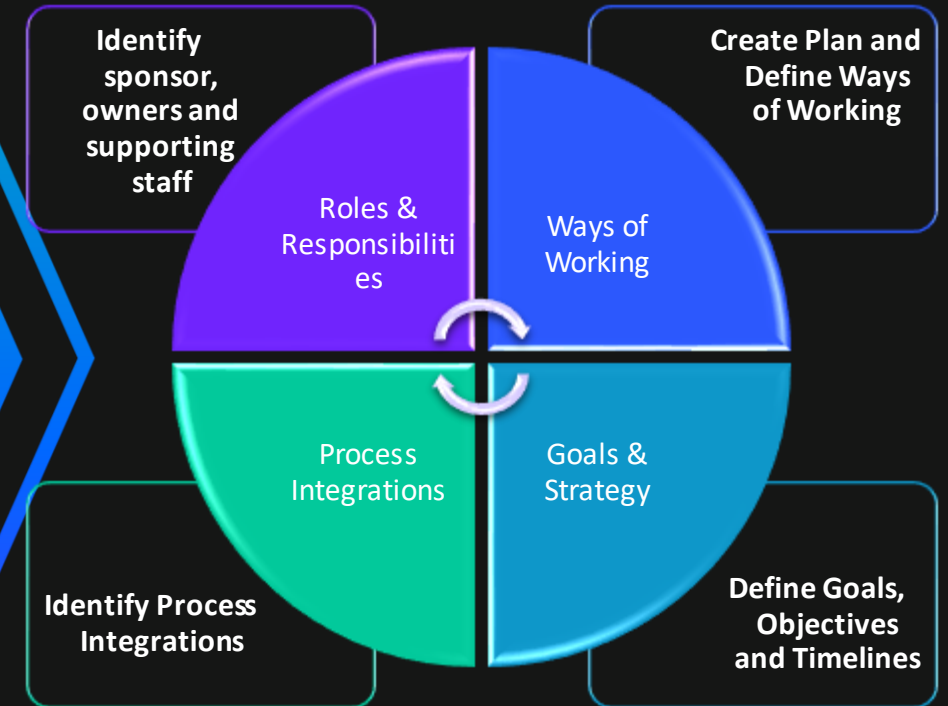 Identify
sponsor,
owners and
supporting
staff
Create Plan and
Define Ways
of Working
Roles &
Responsibiliti
es
Ways of
Working
Process
Integrations
Goals &
Strategy
Identify Process
Integrations
Define Goals,
Objectives
and Timelines